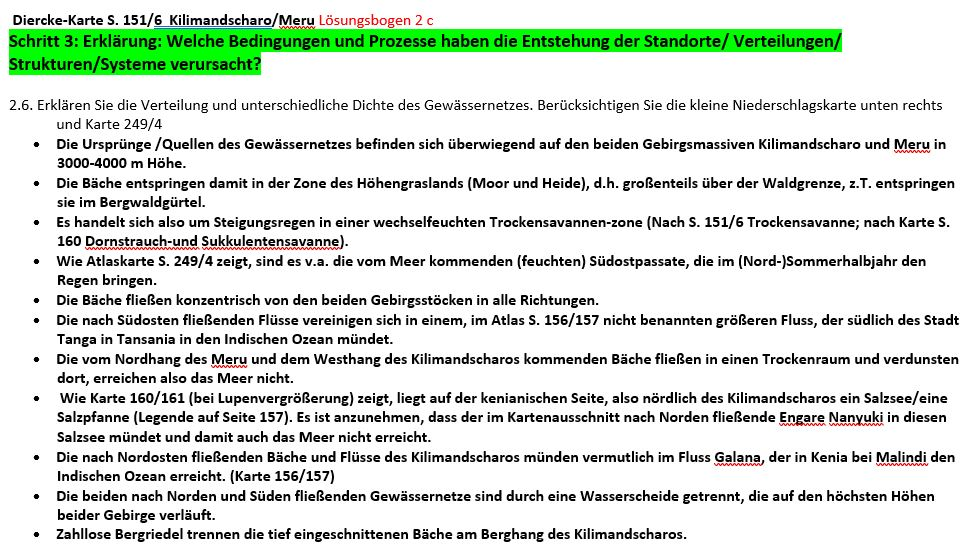 Diercke-Karte S. 151/6  Kilimandscharo/Meru Lösungsbogen 2 c
Schritt 3: Erklärung: Welche Bedingungen und Prozesse haben die Entstehung der Standorte/ Verteilungen/
Strukturen/Systeme verursacht?
2.6. Erklären Sie die Verteilung und unterschiedliche Dichte des Gewässernetzes. Berücksichtigen Sie die kleine Niederschlagskarte unten rechts
und Karte 249/4
• Die Ursprünge /Quellen des Gewässernetzes befinden sich überwiegend auf den beiden Gebirgsmassiven Kilimandscharo und Meru in
3000-4000 m Höhe.
• Die Bäche entspringen damit in der Zone des Höhengraslands (Moor und Heide), d.h. großenteils über der Waldgrenze, z.T. entspringen
sie im Bergwaldgürtel.
• Es handelt sich also um Steigungsregen in einer wechselfeuchten Trockensavannen-zone (Nach S. 151/6 Trockensavanne; nach Karte S.
160 Dornstrauch-und Sukkulentensavanne).
• Wie Atlaskarte S. 249/4 zeigt, sind es v.a. die vom Meer kommenden (feuchten) Südostpassate, die im (Nord-)Sommerhalbjahr den
Regen bringen.
• Die Bäche fließen konzentrisch von den beiden Gebirgsstöcken in alle Richtungen.
• Die nach Südosten fließenden Flüsse vereinigen sich in einem, im Atlas S. 156/157 nicht benannten größeren Fluss, der südlich des Stadt
Tanga in Tansania in den Indischen Ozean mündet.
• Die vom Nordhang des Meru und dem Westhang des Kilimandscharos kommenden Bäche fließen in einen Trockenraum und verdunsten
dort, erreichen also das Meer nicht.
• Wie Karte 160/161 (bei Lupenvergrößerung) zeigt, liegt auf der kenianischen Seite, also nördlich des Kilimandscharos ein Salzsee/eine
Salzpfanne (Legende auf Seite 157). Es ist anzunehmen, dass der im Kartenausschnitt nach Norden fließende Engare Nanyuki in diesen
Salzsee mündet und damit auch das Meer nicht erreicht.
• Die nach Nordosten fließenden Bäche und Flüsse des Kilimandscharos münden vermutlich im Fluss Galana, der in Kenia bei Malindi den
Indischen Ozean erreicht. (Karte 156/157)
• Die beiden nach Norden und Süden fließenden Gewässernetze sind durch eine Wasserscheide getrennt, die auf den höchsten Höhen
beider Gebirge verläuft.
• Zahllose Bergriedel trennen die tief eingeschnittenen Bäche am Berghang des Kilimandscharos.